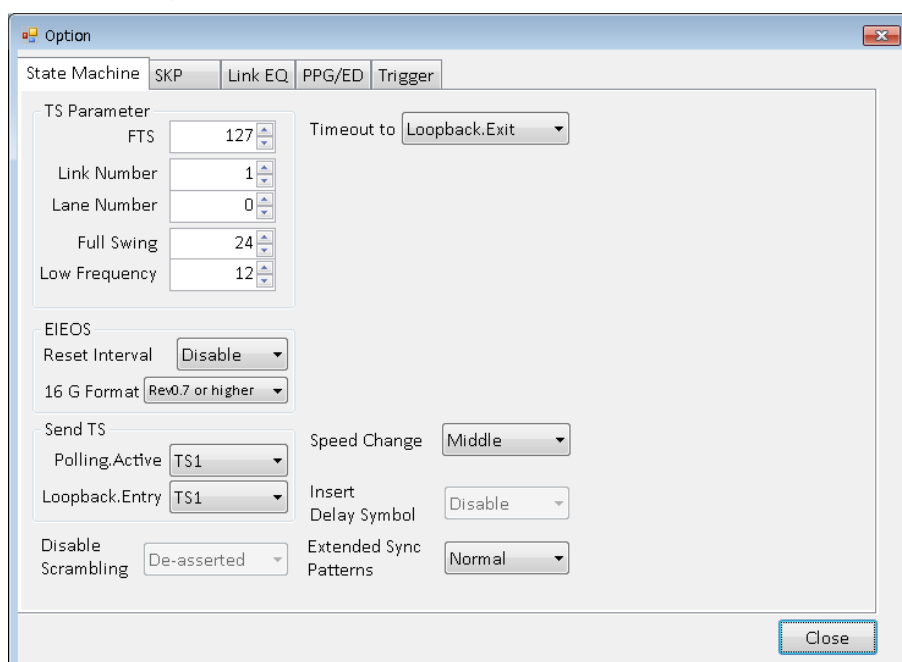 Option
State Machine SKP Link EQ PPG/ED Trigger
TS Parameter
FTS 127
Timeout to Loopback.Exit
Link Number 1
Lane Number 0
Full Swing 24
Low Frequency 12
EIEOS
Reset Interval Disable
16 G Format Rev0.7 or higher
Send TS
Polling.Active TS1
Speed Change Middle
Loopback.Entry TS1
Insert
Delay Symbol Disable
Disable
Scrambling De-asserted
Extended Sync
Patterns Normal
Close